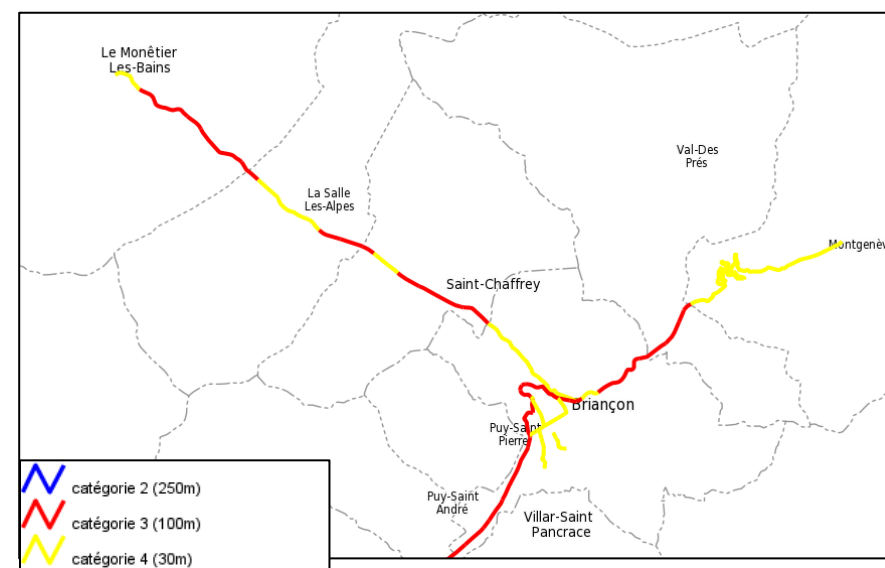 Le Monêtier
Les-Bains
Val-Des
Prés
La Salle
Les-Alpes
Montgenèv
Saint-Chaffrey
Briançon
Puy-Saint
Pierre
Puy-Saint
André
Villar-Saint
Pancrace
catégorie 2 (250m)
catégorie 3 (100m)
catégorie 4 (30m)